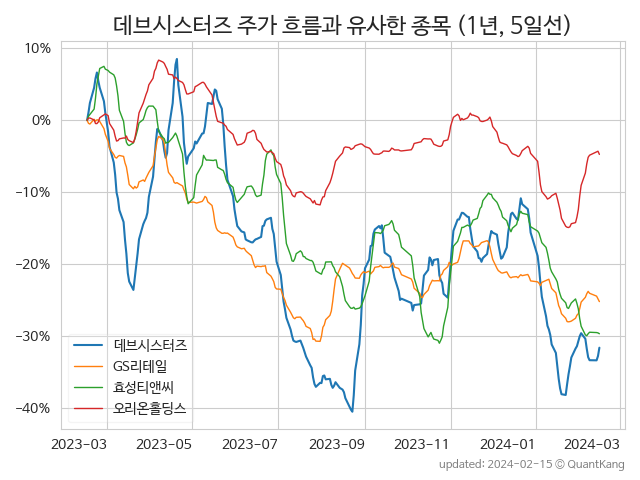 데브시스터즈 주가 흐름과 유사한 종목 (1년, 5일선)
10%
0%
−10%
−20%
−30%
−40%
데브시스터즈
GS리테일
효성티앤씨
오리온홀딩스
2023−03 2023−05 2023−07 2023−09 2023−11 2024−01 2024−03
updated: 2024−02−15 © QuantKang